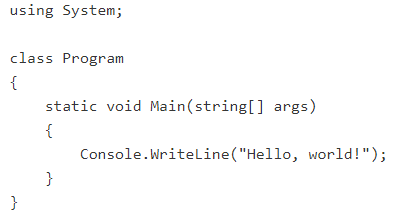 using System;

class Program
{
    static void Main(string[] args)
    {
        Console.WriteLine("Hello, world!");
    }
}